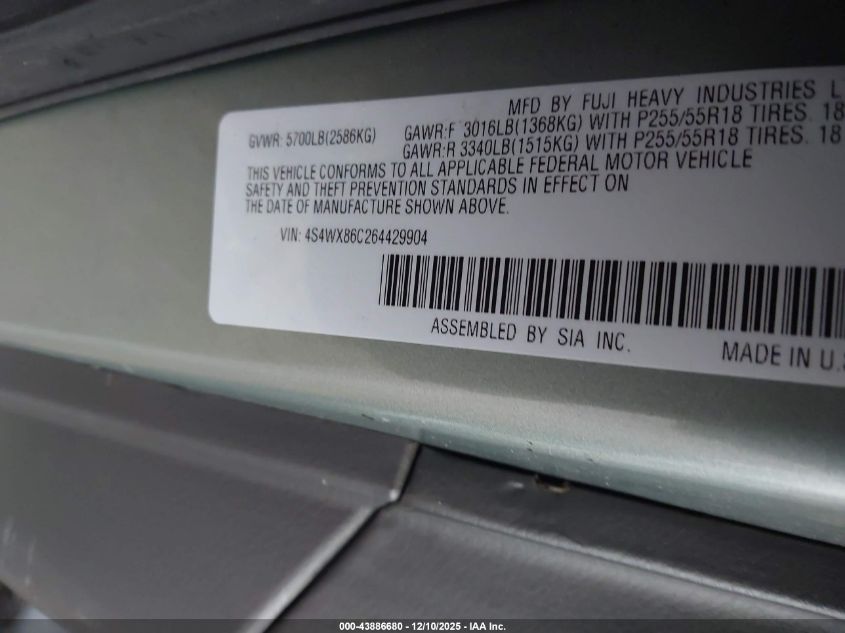 MFD BY FUJI HEAVY INDUSTRIES L
GVWR: 5700LB(2586KG) GAWR:F 3016LB(1368KG) WITH P255/55R18 TIRES. 18
GAWR:R 3340LB(1515KG) WITH P255/55R18 TIRES. 18
THIS VEHICLE CONFORMS TO ALL APPLICABLE FEDERAL MOTOR VEHICLE
SAFETY AND THEFT PREVENTION STANDARDS IN EFFECT ON
THE DATE OF MANUFACTURE SHOWN ABOVE.
VIN: 4S4WX86C264429904
ASSEMBLED BY SIA INC.
MADE IN U.S
000-43886680 - 12/10/2025 - IAA Inc.